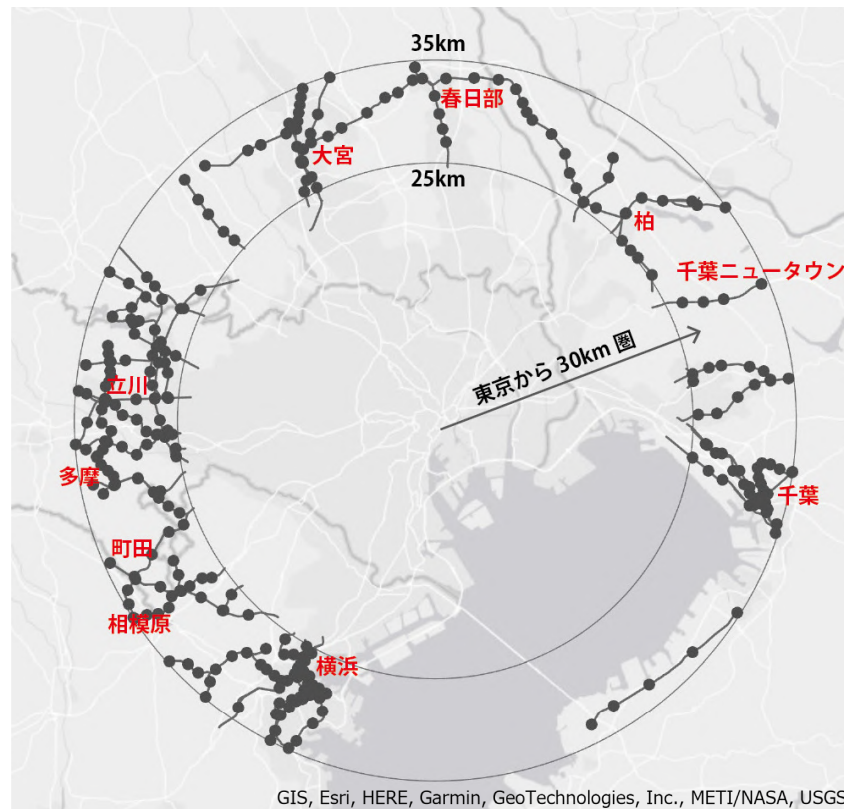 35km
春日部
大宮
25km
柏
千葉ニュータウン
東京から 30km 圏
立川
多摩
千葉
町田
相模原
横浜
GIS, Esri, HERE, Garmin, GeoTechnologies, Inc., METI/NASA, USGS